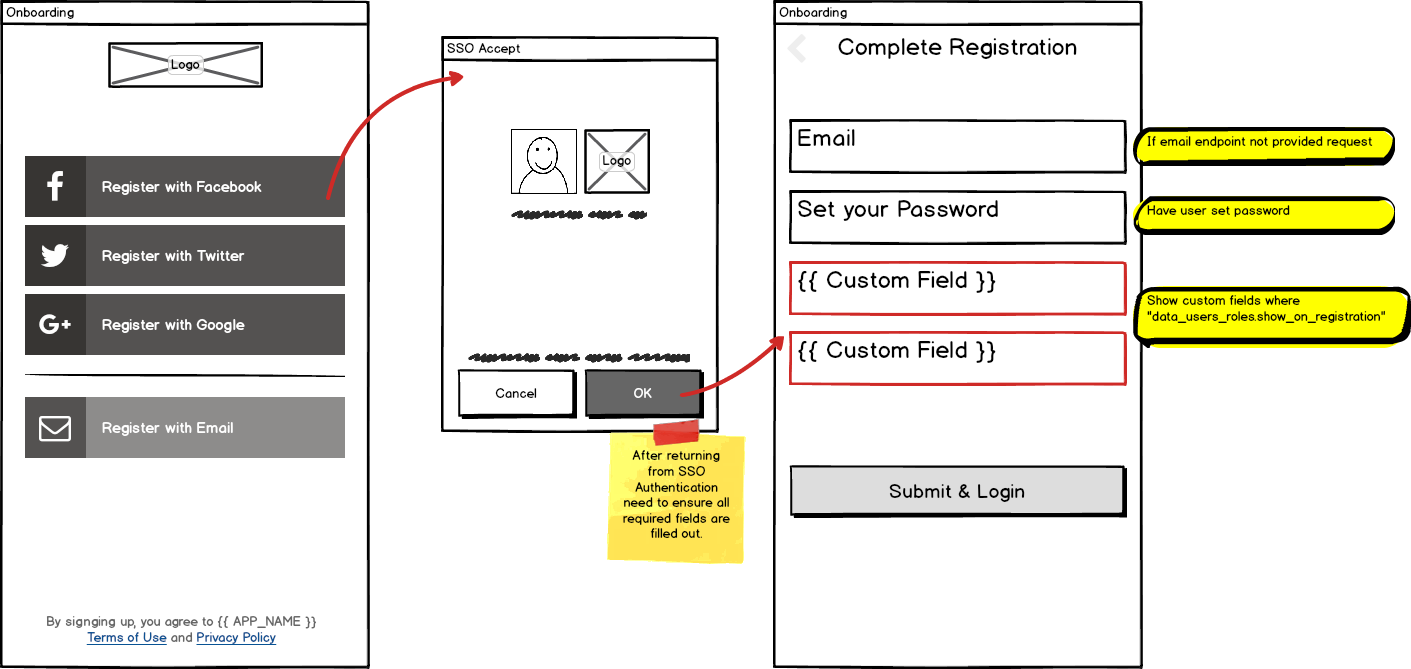 Onboarding
Logo
Register with Facebook
Register with Twitter
G+
Register with Google
Register with Email
By signging up, you agree to {{ APP_NAME }}
Terms of Use and Privacy Policy
SSO Accept
Logo
Cancel
OK
After returning
from SSO
Authentication
need to ensure all
required fields are
filled out.
Onboarding
Complete Registration
Email
If email endpoint not provided request
Set your Password
Have user set password
{{ Custom Field }}
Show custom fields where
"data_users_roles.show_on_registration"
{{ Custom Field }}
Submit & Login